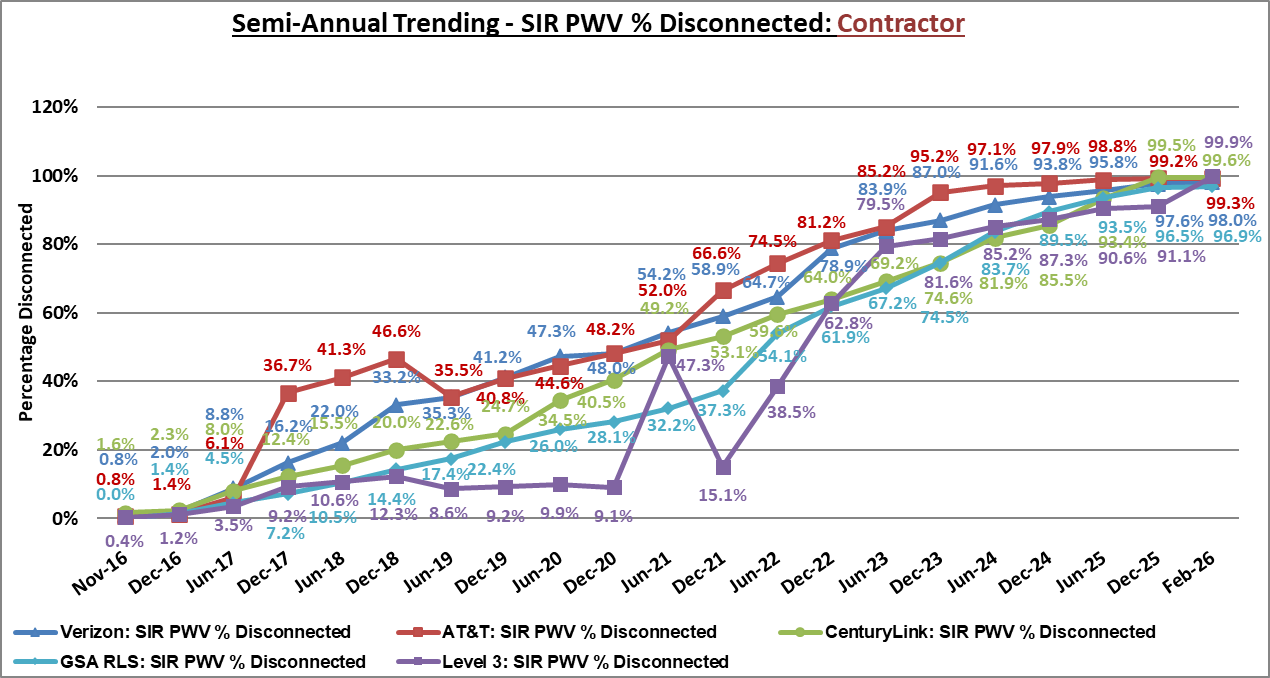 Semi-Annual Trending - SIR PWV % Disconnected: Contractor
Percentage Disconnected
120%
100%
80%
60%
40%
20%
0%
1.6% 2.3% 8.0% 12.4% 15.5% 20.0% 22.6% 24.7% 34.5% 40.5% 49.2% 53.1% 59.6% 64.0% 69.2% 74.6% 81.9% 85.5% 93.4% 99.5% 99.6%
0.8% 2.0% 8.8% 16.2% 22.0% 33.2% 35.3% 41.2% 47.3% 48.0% 54.2% 58.9% 64.7% 78.9% 83.9% 87.0% 91.6% 93.8% 95.8% 97.6% 98.0%
0.8% 1.4% 6.1% 36.7% 41.3% 46.6% 35.5% 40.8% 44.6% 48.2% 52.0% 66.6% 74.5% 81.2% 85.2% 95.2% 97.1% 97.9% 98.8% 99.2% 99.3%
0.0% 1.4% 4.5% 7.2% 10.5% 14.4% 17.4% 22.4% 26.0% 28.1% 32.2% 37.3% 54.1% 61.9% 67.2% 74.5% 83.7% 89.5% 93.5% 96.5% 96.9%
0.4% 1.2% 3.5% 9.2% 10.6% 12.3% 8.6% 9.2% 9.9% 9.1% 47.3% 15.1% 38.5% 62.8% 79.5% 81.6% 85.2% 87.3% 90.6% 91.1% 99.9%
Nov-16 Dec-16 Jun-17 Dec-17 Jun-18 Dec-18 Jun-19 Dec-19 Jun-20 Dec-20 Jun-21 Dec-21 Jun-22 Dec-22 Jun-23 Dec-23 Jun-24 Dec-24 Jun-25 Dec-25 Feb-26
Verizon: SIR PWV % Disconnected AT&T: SIR PWV % Disconnected CenturyLink: SIR PWV % Disconnected
GSA RLS: SIR PWV % Disconnected Level 3: SIR PWV % Disconnected